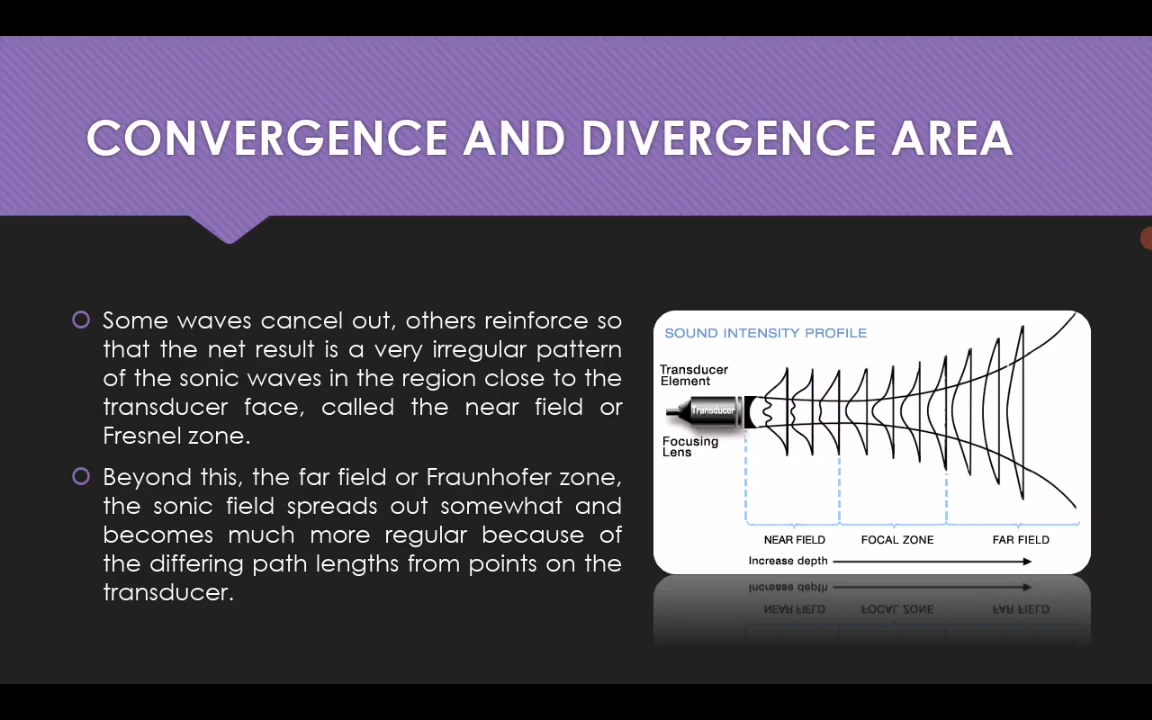 CONVERGENCE AND DIVERGENCE AREA
Some waves cancel out, others reinforce so
that the net result is a very irregular pattern
of the sonic waves in the region close to the
transducer face, called the near field or
Fresnel zone.
Beyond this, the far field or Fraunhofer zone,
the sonic field spreads out somewhat and
becomes much more regular because of
the differing path lengths from points on the
transducer.
SOUND INTENSITY PROFILE
Transducer
Element
Transducer
Focusing
Lens
NEAR FIELD FOCAL ZONE FAR FIELD
Increase depth